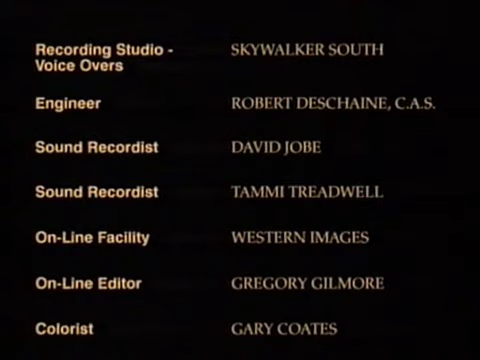 Recording Studio - SKYWALKER SOUTH
Voice Overs
Engineer ROBERT DESCHAINE, C.A.S.
Sound Recordist DAVID JOBE
Sound Recordist TAMMI TREADWELL
On-Line Facility WESTERN IMAGES
On-Line Editor GREGORY GILMORE
Colorist GARY COATES